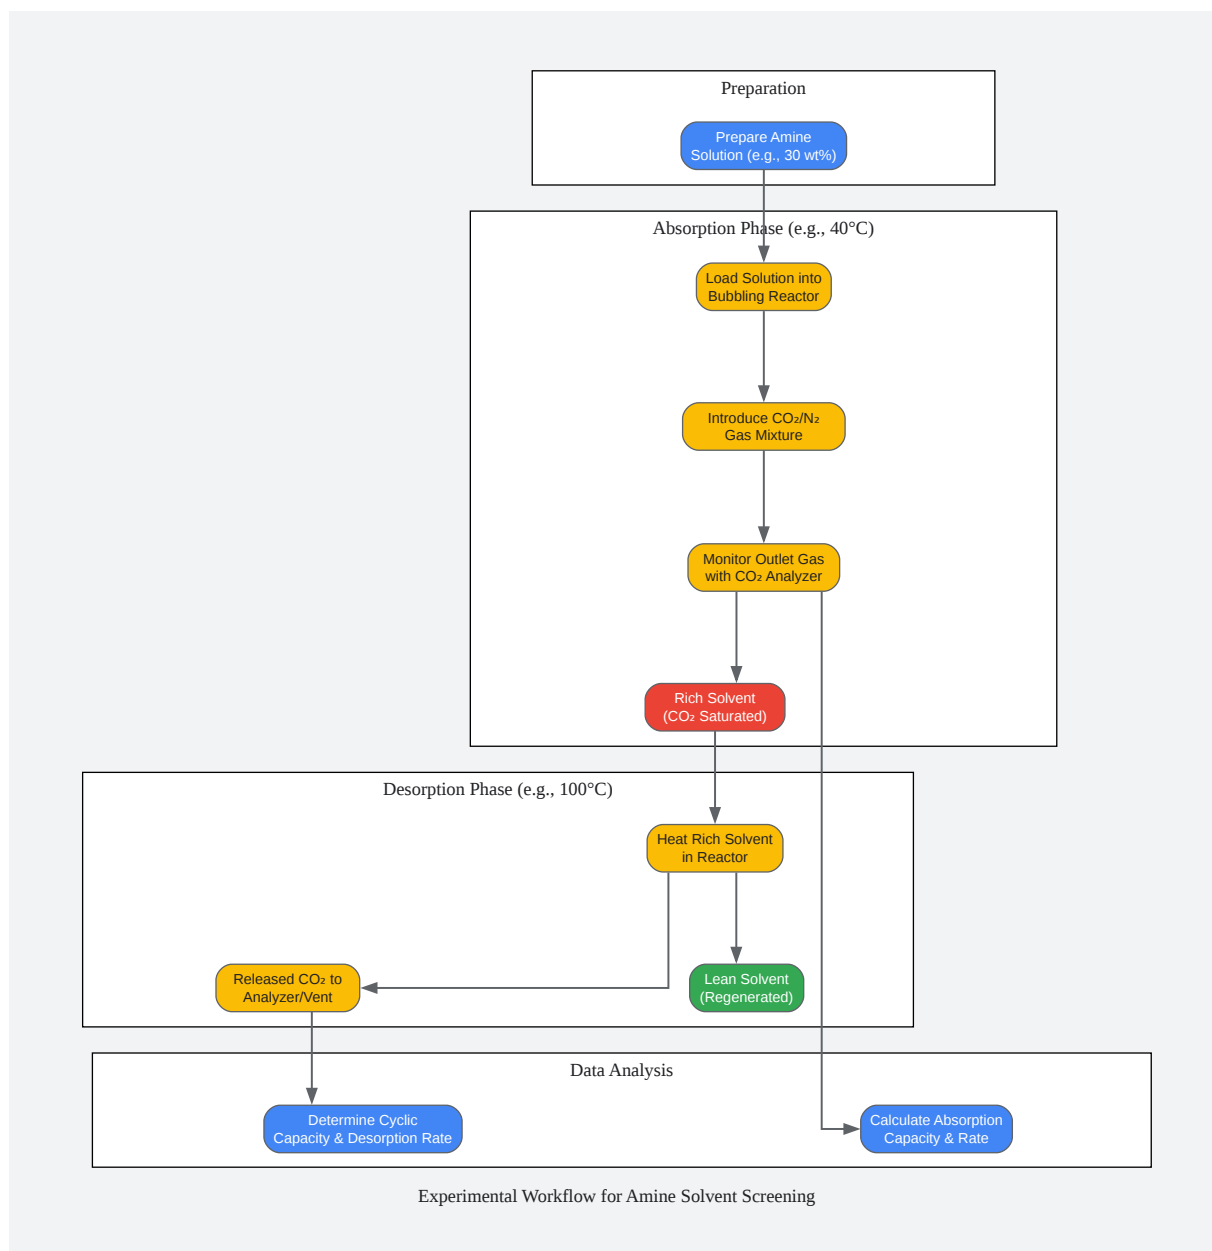 Preparation
Prepare Amine
Solution (e.g., 30 wt%)
Absorption Phase (e.g., 40°C)
Load Solution into
Bubbling Reactor
Introduce CO₂/N₂
Gas Mixture
Monitor Outlet Gas
with CO₂ Analyzer
Rich Solvent
(CO₂ Saturated)
Desorption Phase (e.g., 100°C)
Heat Rich Solvent
in Reactor
Released CO₂ to
Analyzer/Vent
Lean Solvent
(Regenerated)
Data Analysis
Determine Cyclic
Capacity & Desorption Rate
Calculate Absorption
Capacity & Rate
Experimental Workflow for Amine Solvent Screening